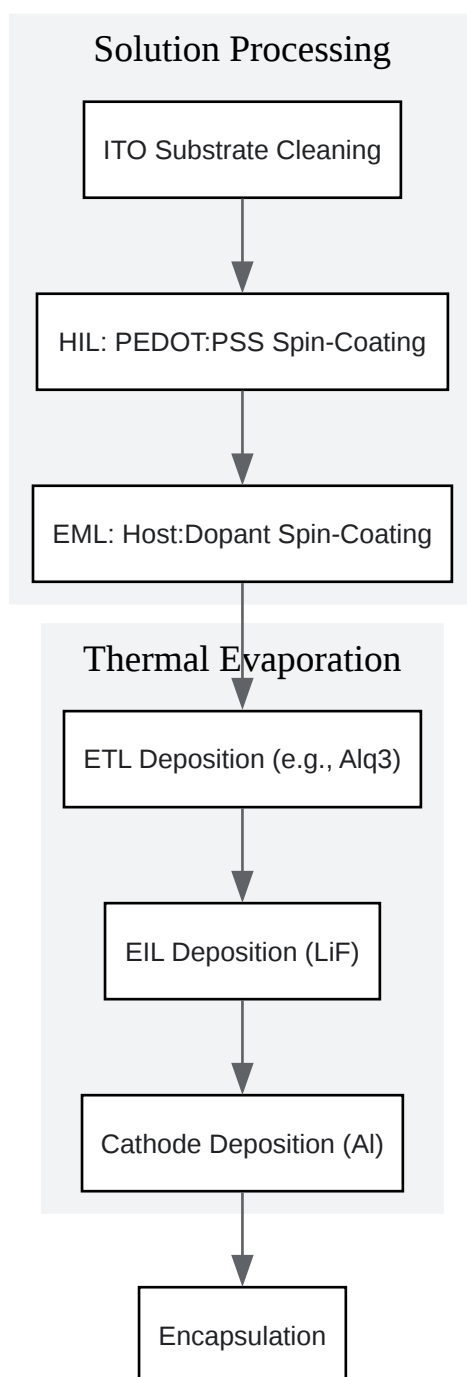 Solution Processing
ITO Substrate Cleaning
HIL: PEDOT:PSS Spin-Coating
EML: Host:Dopant Spin-Coating
Thermal Evaporation
ETL Deposition (e.g., Alq3)
EIL Deposition (LiF)
Cathode Deposition (Al)
Encapsulation